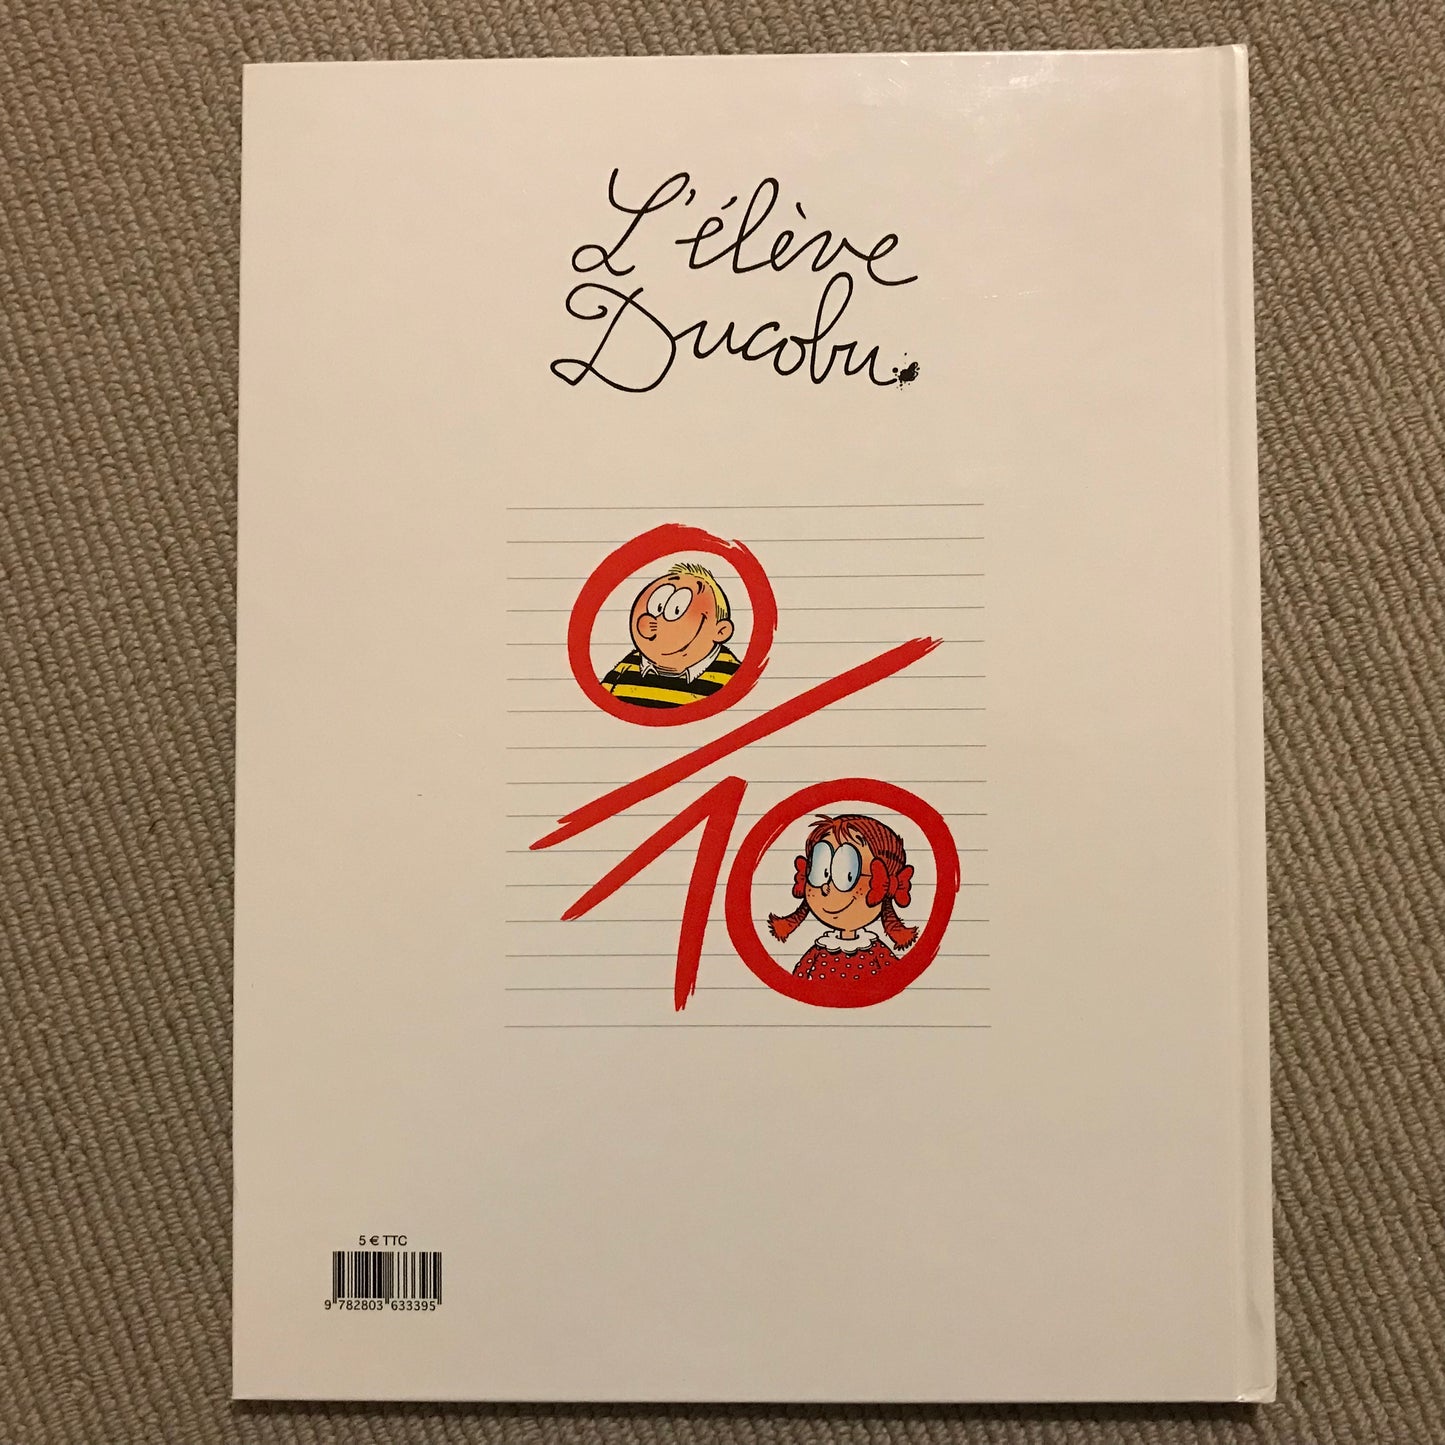 L'élève
Ducobu
0/10
5 € TTC
9 782803 633395